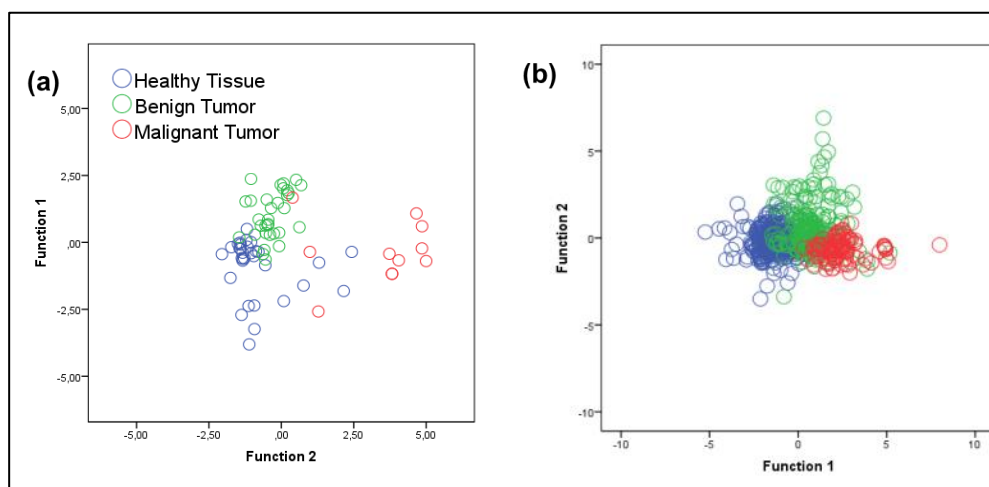 (a)
Healthy Tissue
Benign Tumor
Malignant Tumor
5,00
2,50
,00
-2,50
-5,00
Function 1
-5,00 -2,50 ,00 2,50 5,00
Function 2
(b)
10
5
0
-5
-10
Function 2
-10 -5 0 5 10
Function 1